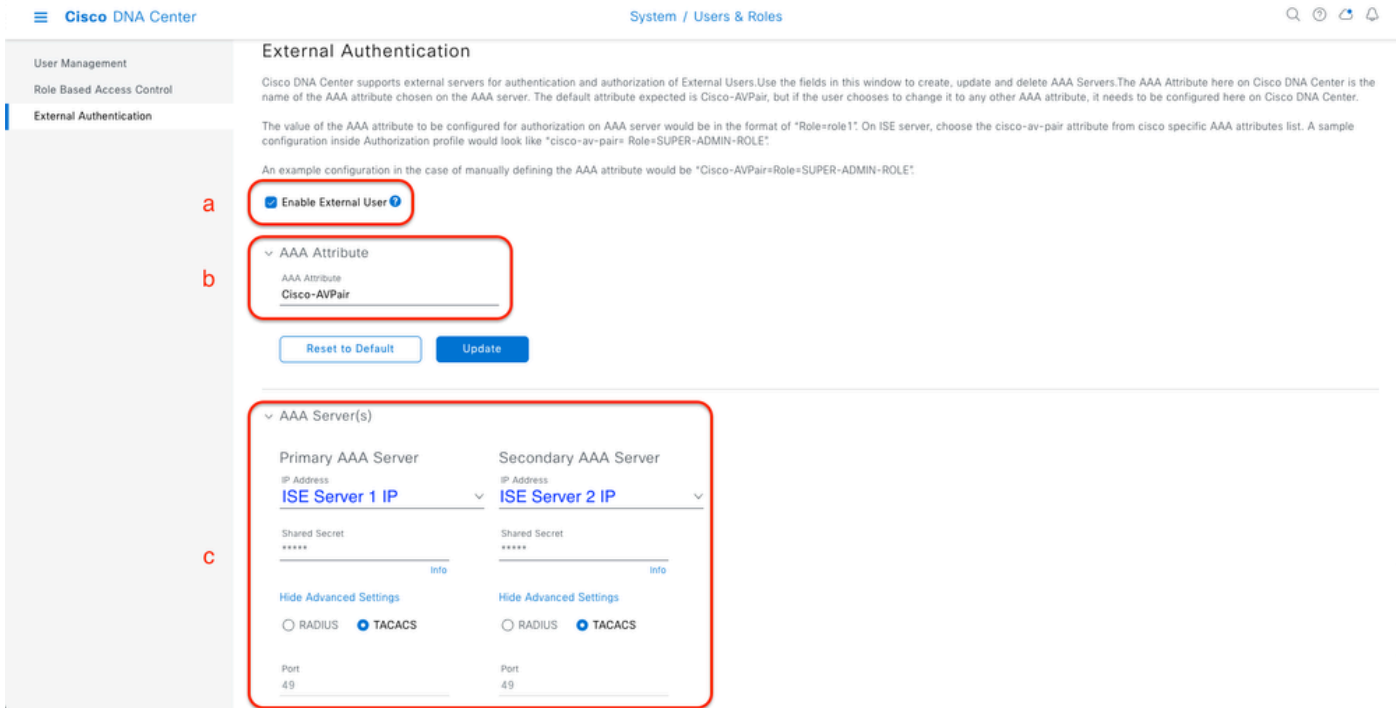 Cisco DNA Center
System / Users & Roles
User Management
Role Based Access Control
External Authentication
External Authentication
Cisco DNA Center supports external servers for authentication and authorization of External Users.Use the fields in this window to create, update and delete AAA Servers.The AAA Attribute here on Cisco DNA Center is the
name of the AAA attribute chosen on the AAA server. The default attribute expected is Cisco-AVPair, but if the user chooses to change it to any other AAA attribute, it needs to be configured here on Cisco DNA Center.
The value of the AAA attribute to be configured for authorization on AAA server would be in the format of "Role=role1". On ISE server, choose the cisco-av-pair attribute from cisco specific AAA attributes list. A sample
configuration inside Authorization profile would look like "cisco-av-pair= Role=SUPER-ADMIN-ROLE".
An example configuration in the case of manually defining the AAA attribute would be "Cisco-AVPair=Role=SUPER-ADMIN-ROLE".
a
Enable External User ?
b
AAA Attribute
AAA Attribute
Cisco-AVPair
Reset to Default Update
AAA Server(s)
Primary AAA Server Secondary AAA Server
IP Address IP Address
ISE Server 1 IP ISE Server 2 IP
Shared Secret Shared Secret
***** *****
c
Info Info
Hide Advanced Settings Hide Advanced Settings
RADIUS TACACS RADIUS TACACS
Port Port
49 49